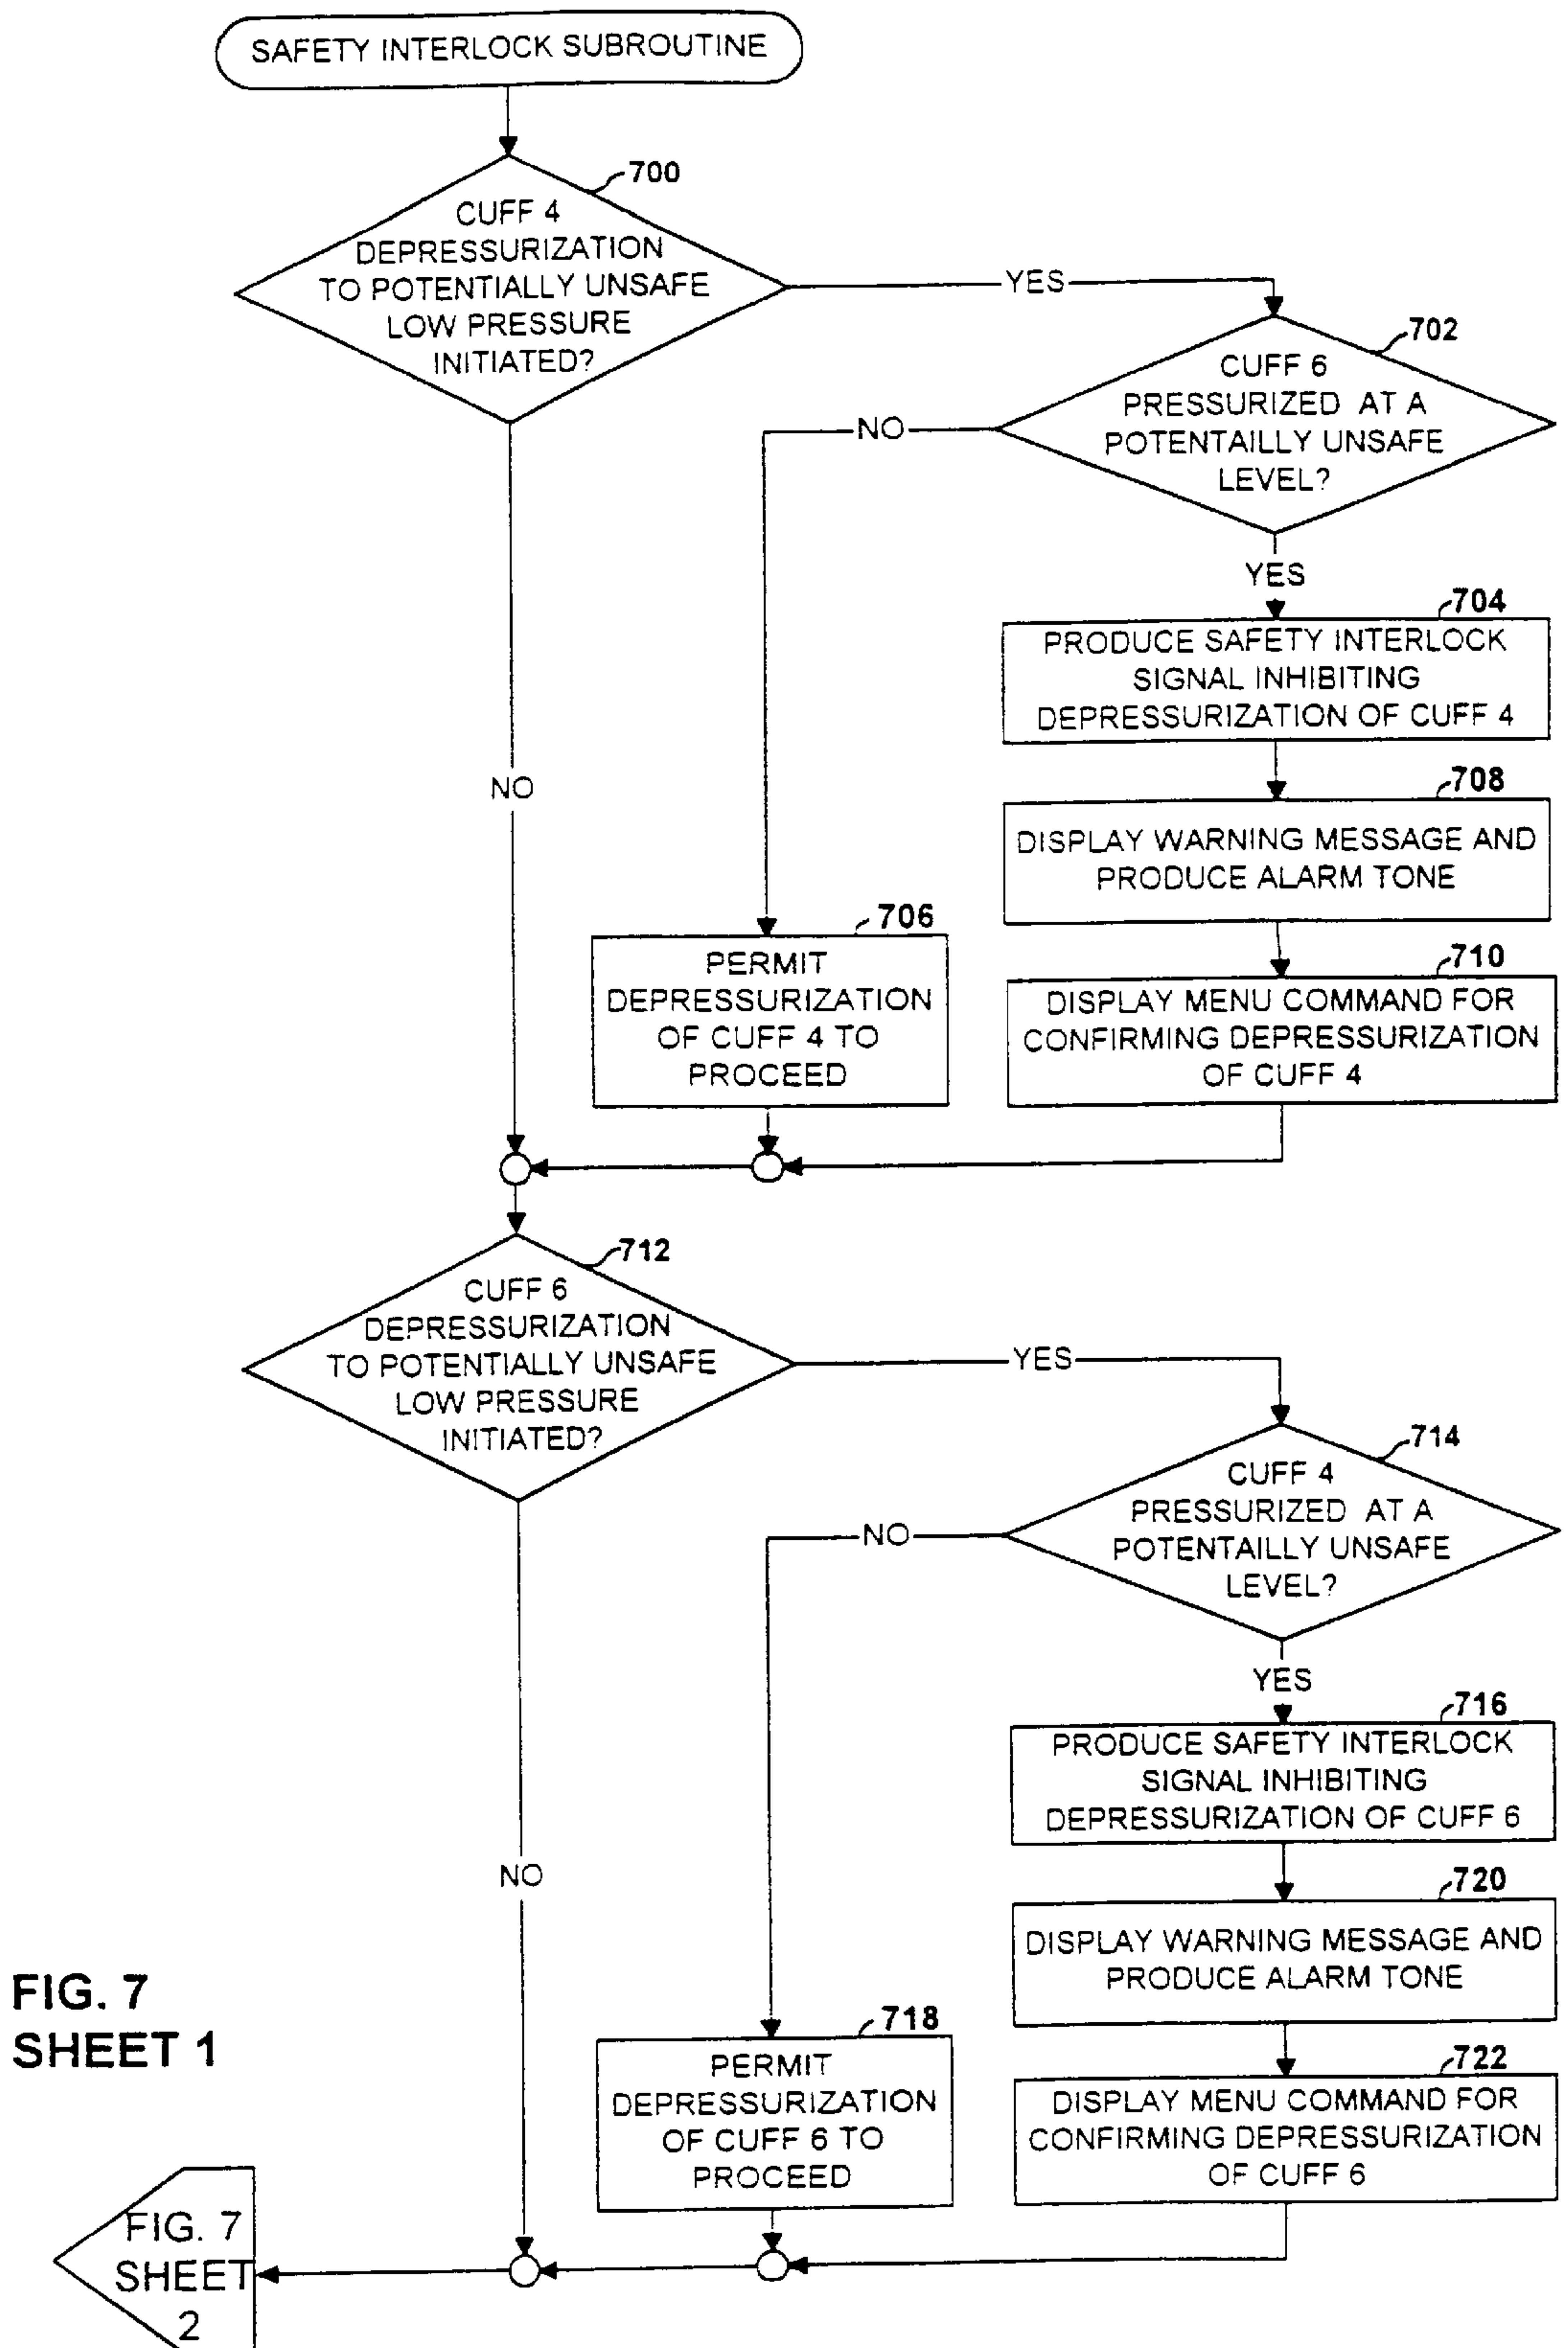 SAFETY INTERLOCK SUBROUTINE
700
CUFF 4
DEPRESSURIZATION
TO POTENTIALLY UNSAFE
LOW PRESSURE
INITIATED?
YES
702
CUFF 6
PRESSURIZED AT A
POTENTAILLY UNSAFE
LEVEL?
NO
YES
704
PRODUCE SAFETY INTERLOCK
SIGNAL INHIBITING
DEPRESSURIZATION OF CUFF 4
NO
708
DISPLAY WARNING MESSAGE AND
PRODUCE ALARM TONE
706
PERMIT
DEPRESSURIZATION
OF CUFF 4 TO
PROCEED
710
DISPLAY MENU COMMAND FOR
CONFIRMING DEPRESSURIZATION
OF CUFF 4
712
CUFF 6
DEPRESSURIZATION
TO POTENTIALLY UNSAFE
LOW PRESSURE
INITIATED?
YES
714
CUFF 4
PRESSURIZED AT A
POTENTAILLY UNSAFE
LEVEL?
NO
YES
716
PRODUCE SAFETY INTERLOCK
SIGNAL INHIBITING
DEPRESSURIZATION OF CUFF 6
NO
720
DISPLAY WARNING MESSAGE AND
PRODUCE ALARM TONE
FIG. 7
SHEET 1
718
PERMIT
DEPRESSURIZATION
OF CUFF 6 TO
PROCEED
722
DISPLAY MENU COMMAND FOR
CONFIRMING DEPRESSURIZATION
OF CUFF 6
FIG. 7
SHEET
2